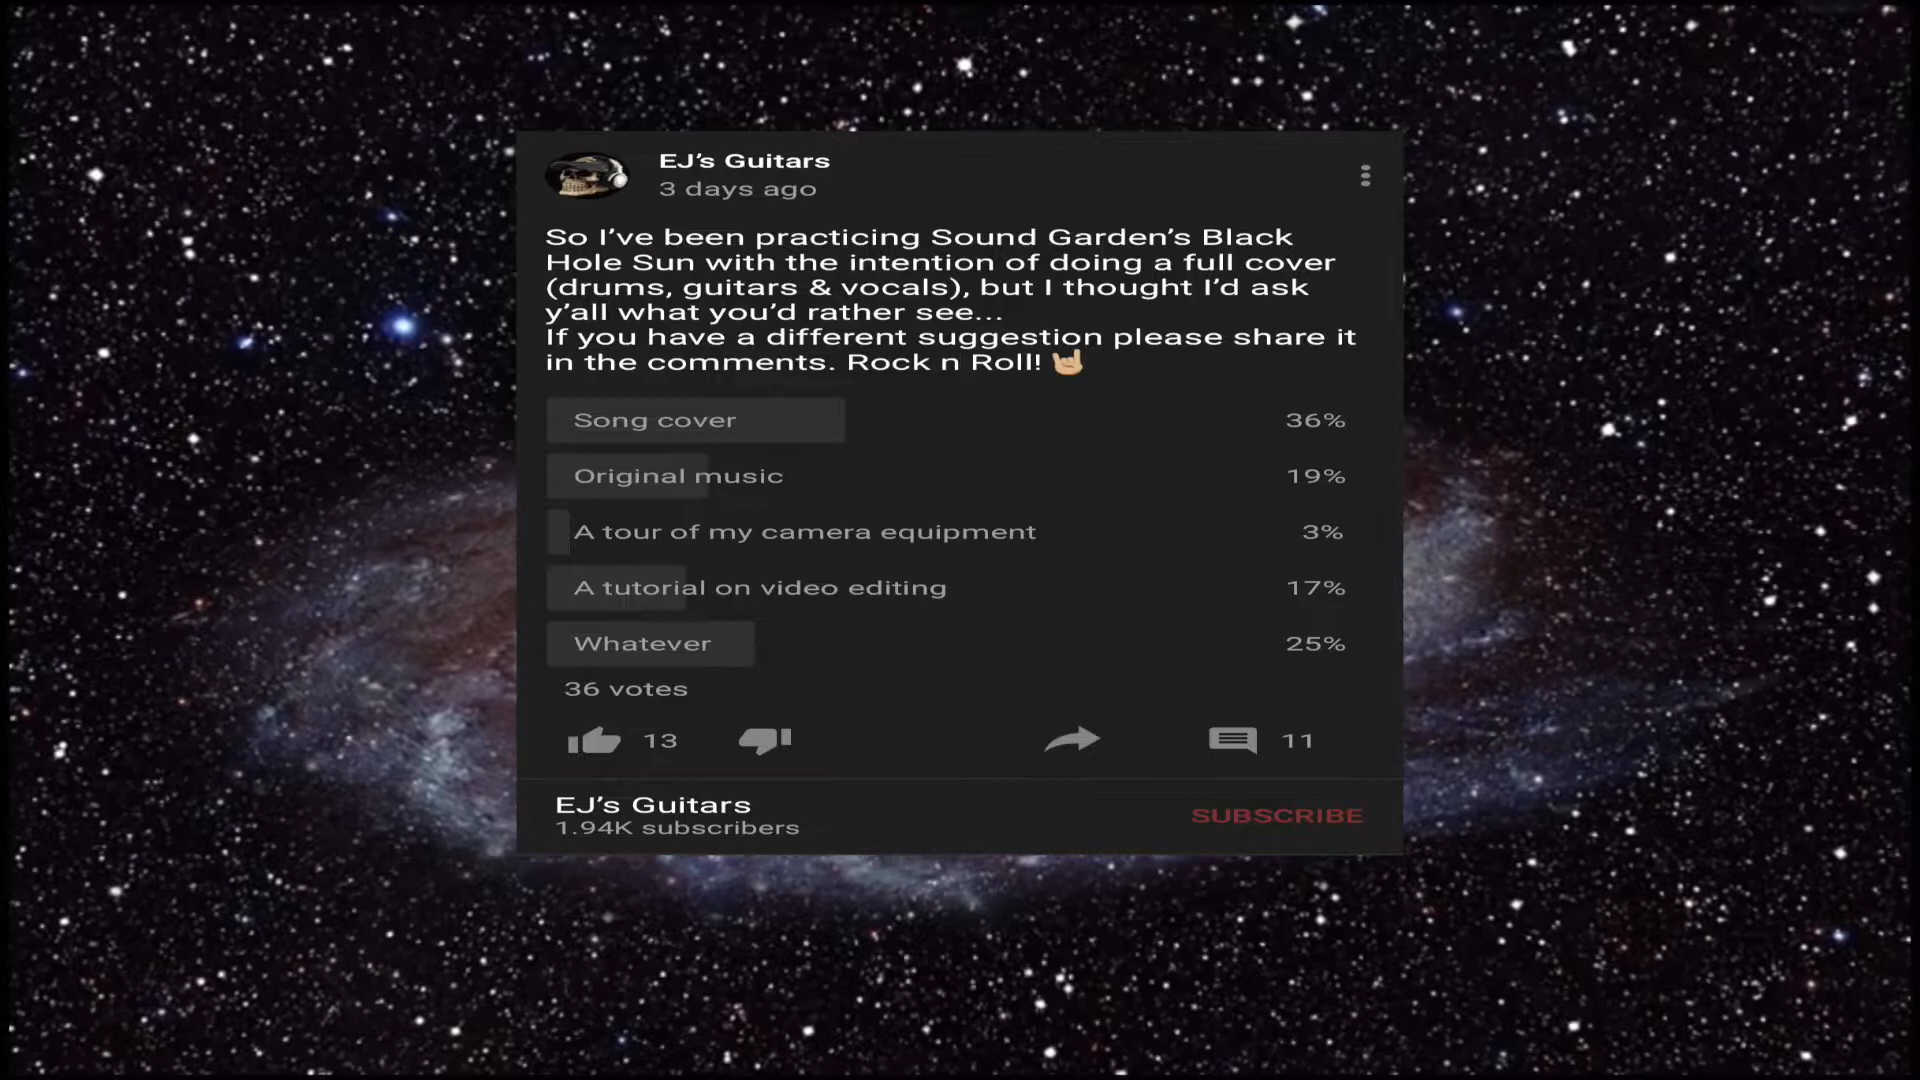 EJ’s Guitars
3 days ago
So I’ve been practicing Sound Garden’s Black
Hole Sun with the intention of doing a full cover
(drums, guitars & vocals), but I thought I’d ask
y’all what you’d rather see...
If you have a different suggestion please share it
in the comments. Rock n Roll! 🤘🏼
Song cover 36%
Original music 19%
A tour of my camera equipment 3%
A tutorial on video editing 17%
Whatever 25%
36 votes
13 11
EJ’s Guitars
1.94K subscribers
SUBSCRIBE